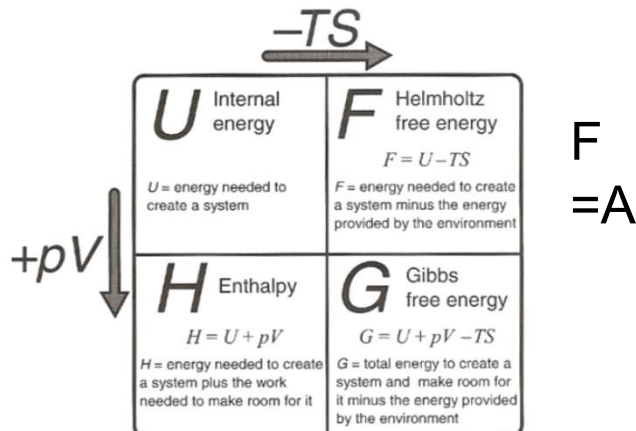 –TS
U Internal
energy
U = energy needed to
create a system
F Helmholtz
free energy
F = U–TS
F = energy needed to create
a system minus the energy
provided by the environment
F
=A
+pV
H Enthalpy
H = U + pV
H = energy needed to create
a system plus the work
needed to make room for it
G Gibbs
free energy
G = U + pV –TS
G = total energy to create a
system and make room for
it minus the energy provided
by the environment